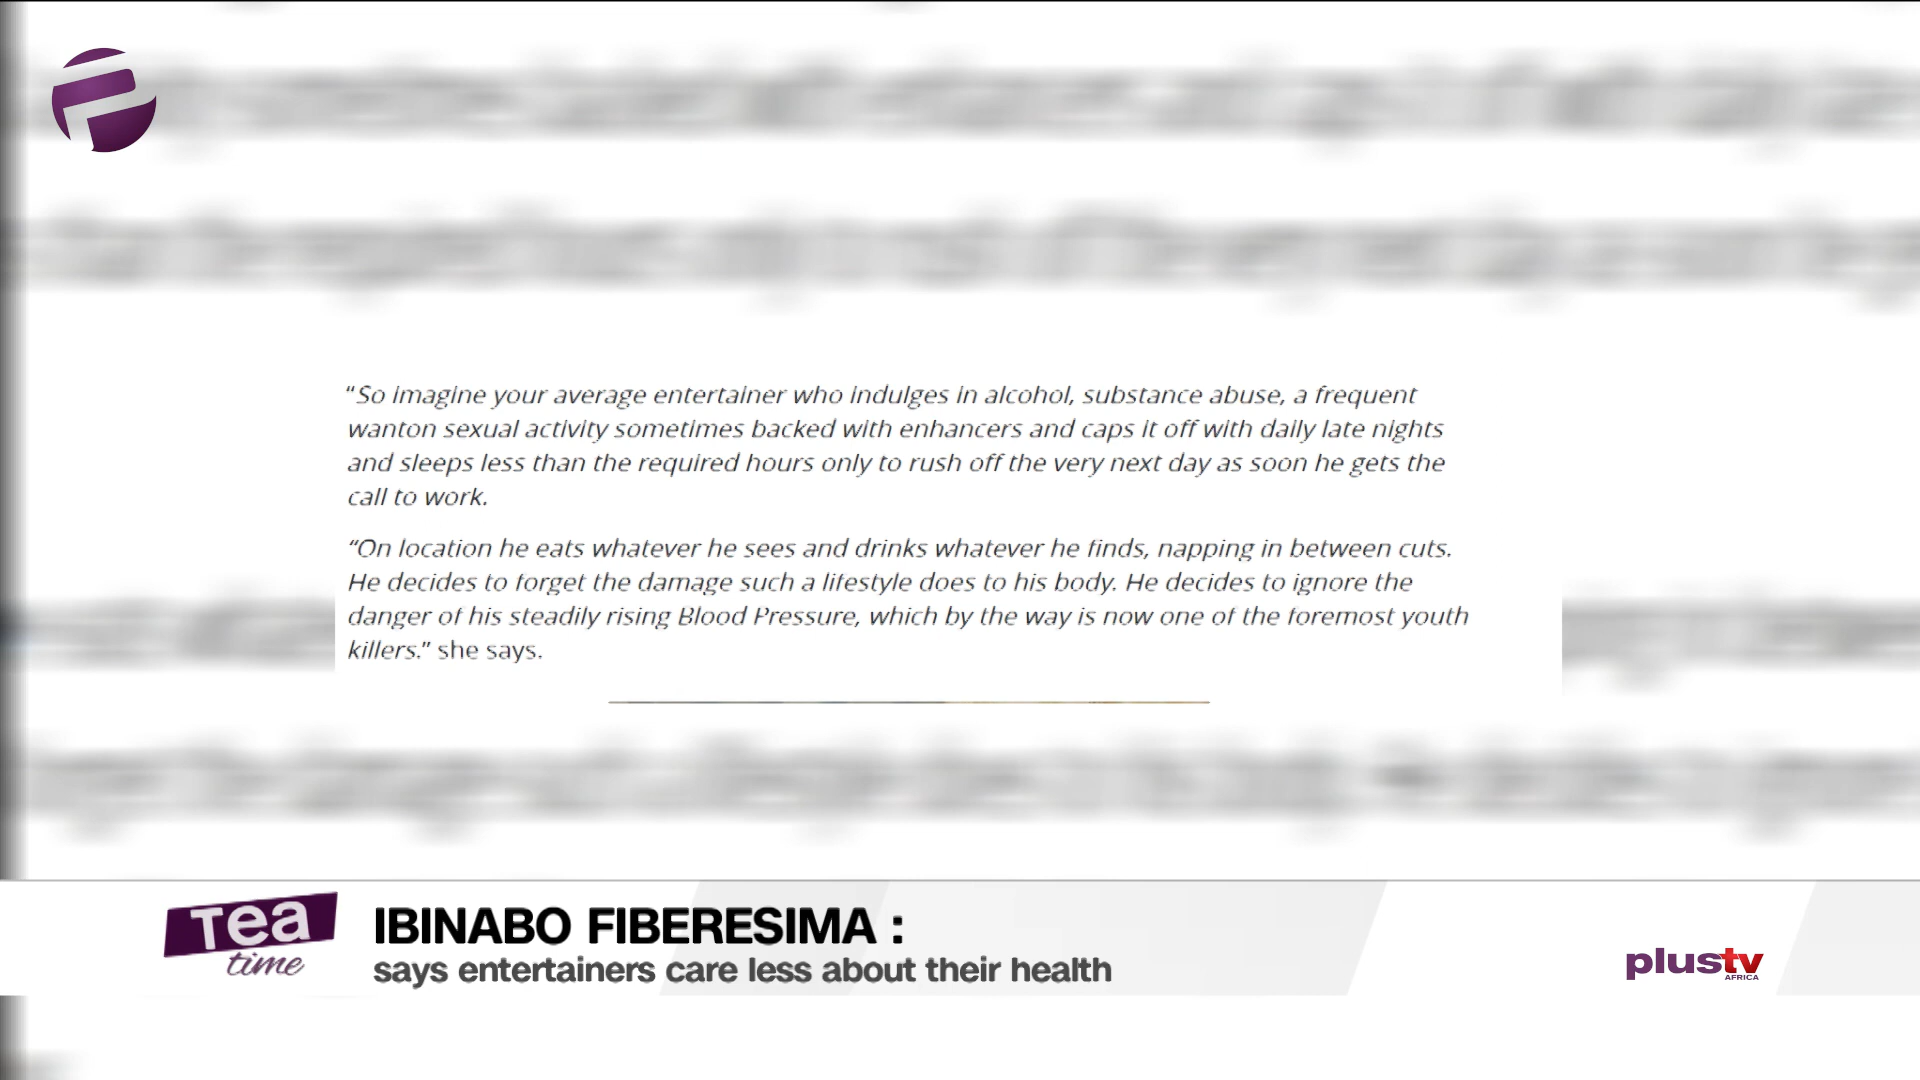 “So imagine your average entertainer who indulges in alcohol, substance abuse, a frequent
wanton sexual activity sometimes backed with enhancers and caps it off with daily late nights
and sleeps less than the required hours only to rush off the very next day as soon he gets the
call to work.
“On location he eats whatever he sees and drinks whatever he finds, napping in between cuts.
He decides to forget the damage such a lifestyle does to his body. He decides to ignore the
danger of his steadily rising Blood Pressure, which by the way is now one of the foremost youth
killers.” she says.
Tea
time
IBINABO FIBERESIMA :
says entertainers care less about their health
plustv
AFRICA